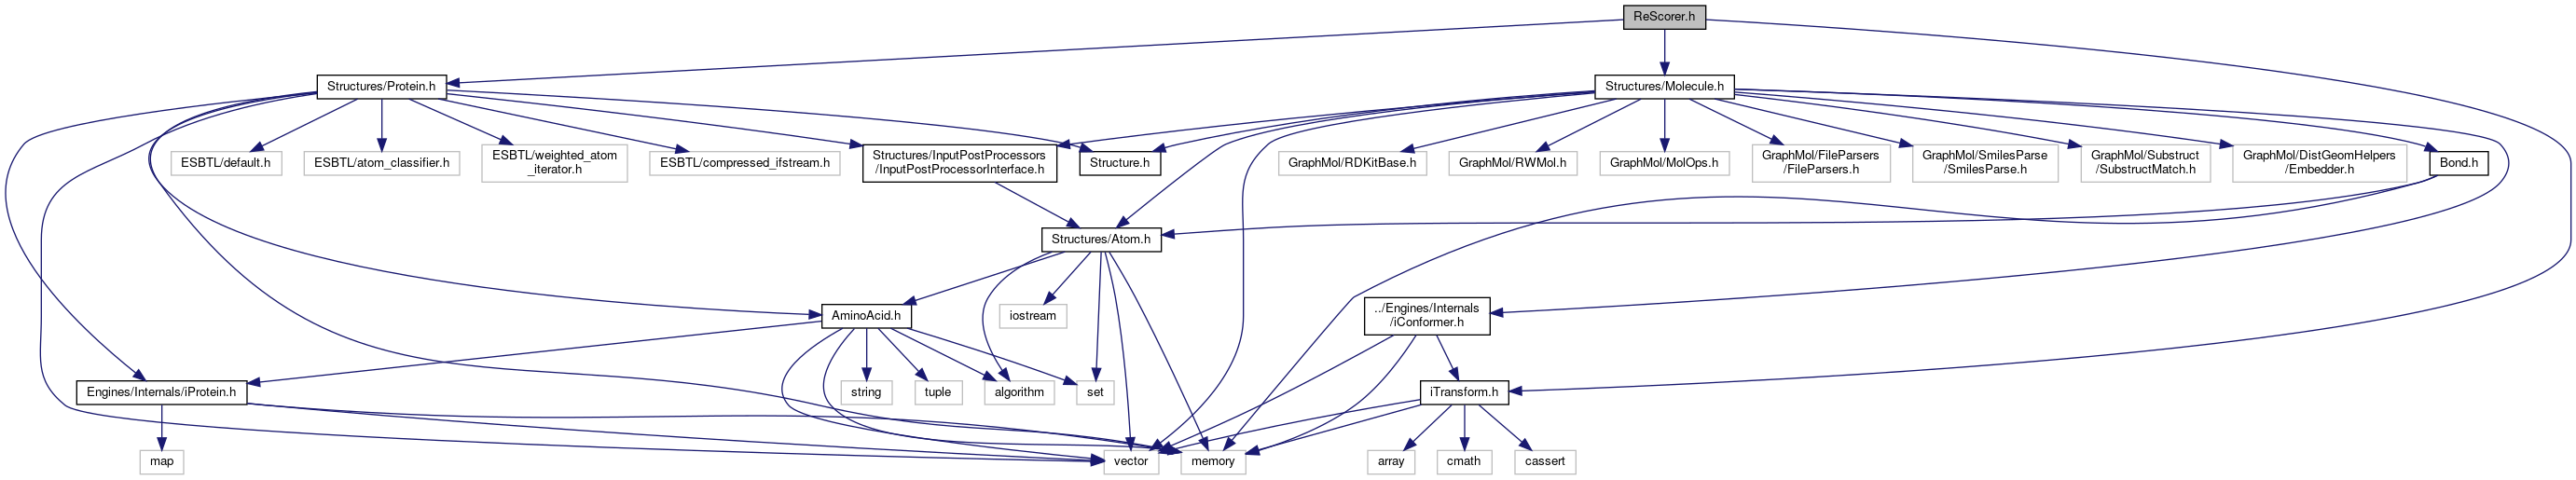 ReScorer.h
Structures/Protein.h
Structures/Molecule.h
ESBTL/default.h
ESBTL/atom_classifier.h
ESBTL/weighted_atom
_iterator.h
ESBTL/compressed_ifstream.h
Structures/InputPostProcessors
/InputPostProcessorInterface.h
Structure.h
GraphMol/RDKitBase.h
GraphMol/RWMol.h
GraphMol/MolOps.h
GraphMol/FileParsers
/FileParsers.h
GraphMol/SmilesParse
/SmilesParse.h
GraphMol/Substruct
/SubstructMatch.h
GraphMol/DistGeomHelpers
/Embedder.h
Bond.h
Structures/Atom.h
AminoAcid.h
iostream
../Engines/Internals
/iConformer.h
Engines/Internals/iProtein.h
string
tuple
algorithm
set
iTransform.h
map
vector
memory
array
cmath
cassert